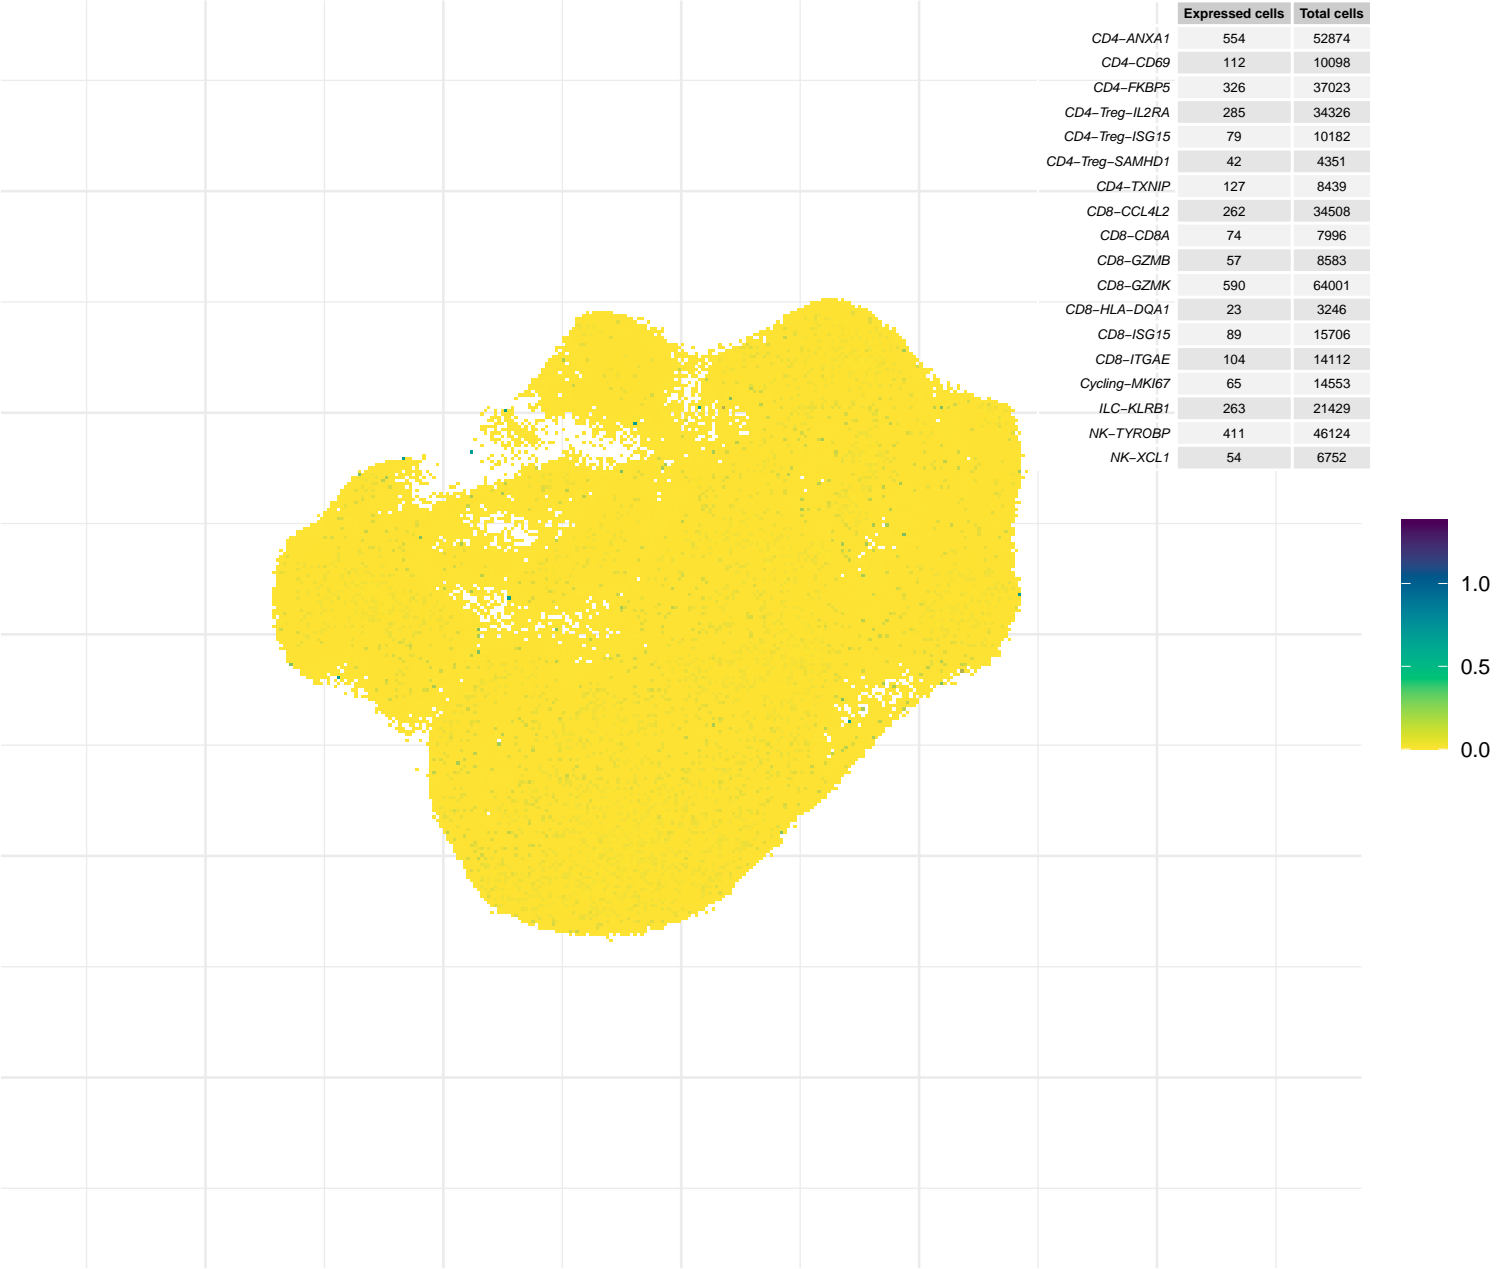 Expressed cells Total cells
CD4−ANXA1 554 52874
CD4−CD69 112 10098
CD4−FKBP5 326 37023
CD4−Treg−IL2RA 285 34326
CD4−Treg−ISG15 79 10182
CD4−Treg−SAMHD1 42 4351
CD4−TXNIP 127 8439
CD8−CCL4L2 262 34508
CD8−CD8A 74 7996
CD8−GZMB 57 8583
CD8−GZMK 590 64001
CD8−HLA−DQA1 23 3246
CD8−ISG15 89 15706
CD8−ITGAE 104 14112
Cycling−MKI67 65 14553
ILC−KLRB1 263 21429
NK−TYROBP 411 46124
NK−XCL1 54 6752
1.0
0.5
0.0